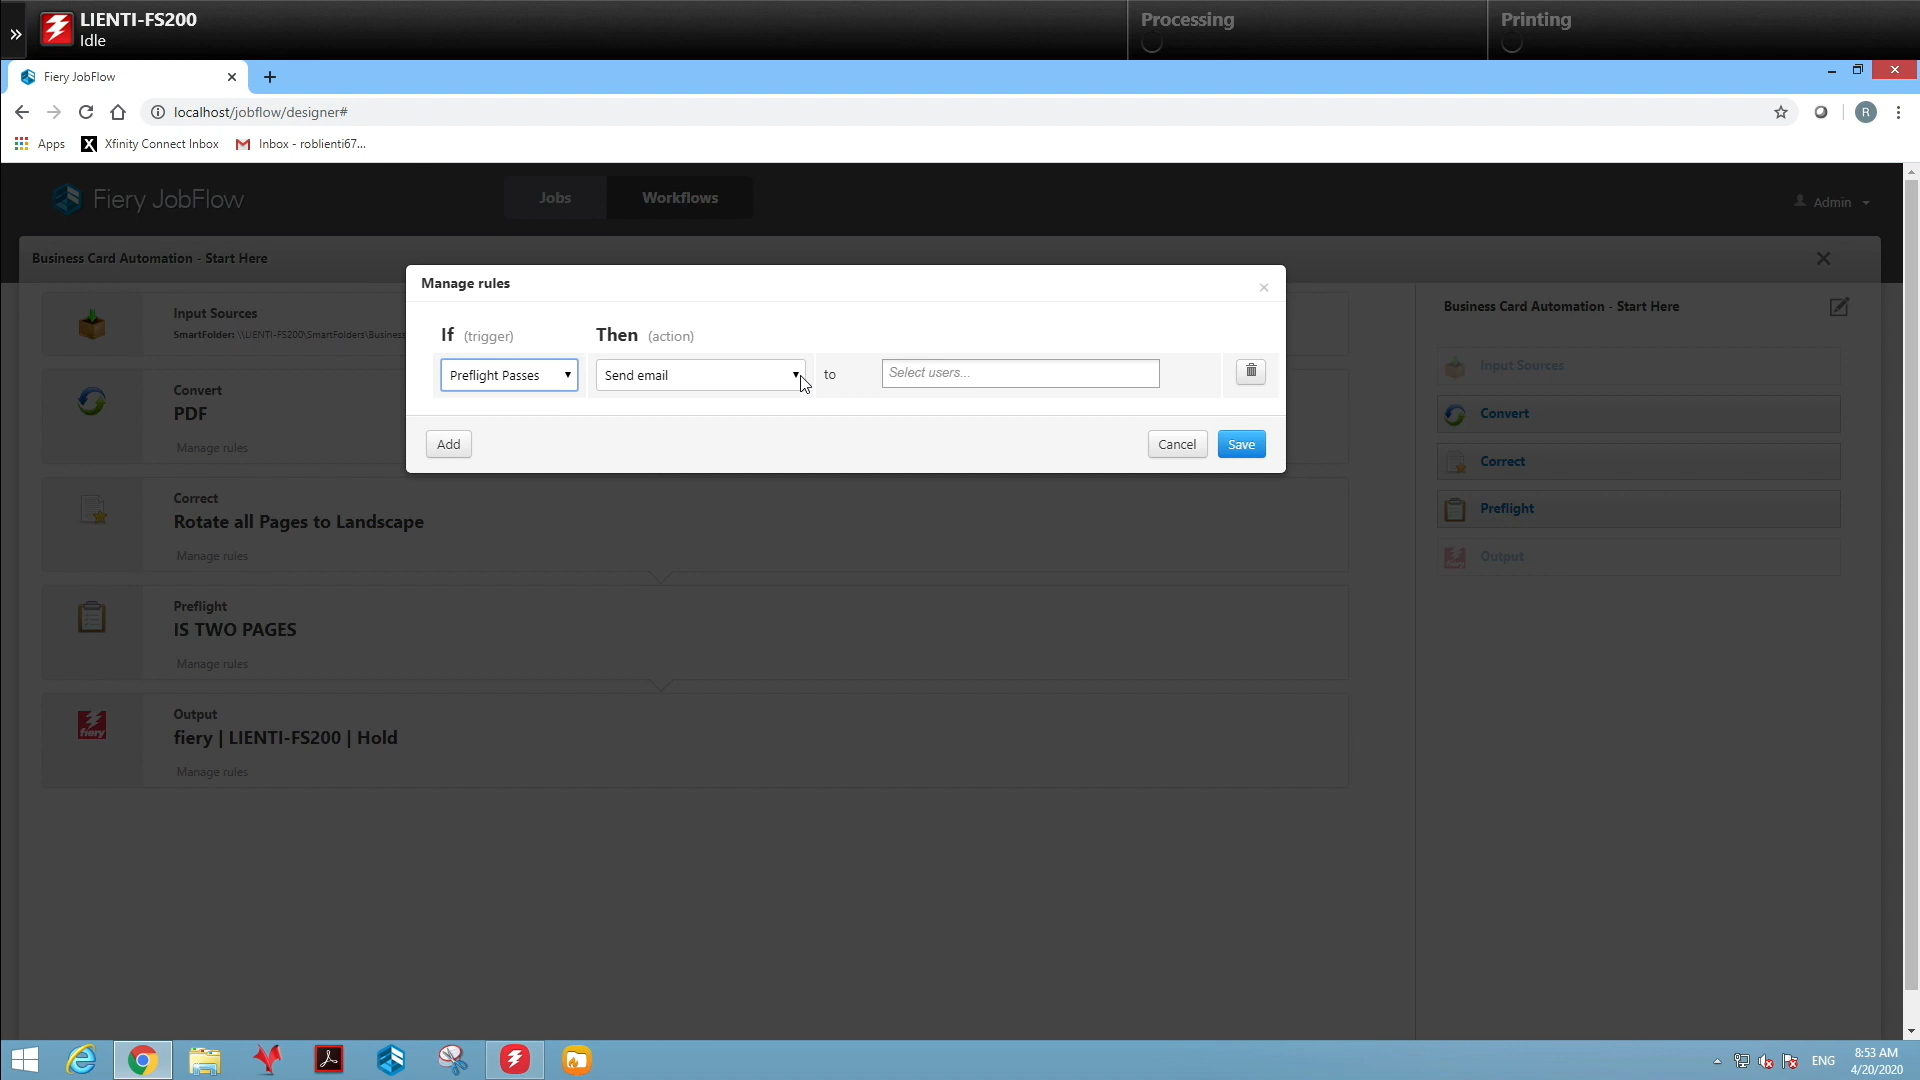 LIENTI-FS200
Idle
Processing
Printing
Fiery JobFlow
localhost/jobflow/designer#
R
Apps
Xfinity Connect Inbox
Inbox - roblienti67...
Fiery JobFlow
Jobs
Workflows
Admin
Business Card Automation - Start Here
Manage rules
If (trigger)
Then (action)
Preflight Passes
Send email
to
Select users...
Add
Cancel
Save
Input Sources
SmartFolder: \\LIENTI-FS200\SmartFolders\Business
Convert
PDF
Manage rules
Correct
Rotate all Pages to Landscape
Manage rules
Preflight
IS TWO PAGES
Manage rules
Output
fiery
fiery | LIENTI-FS200 | Hold
Manage rules
Business Card Automation - Start Here
Input Sources
Convert
Correct
Preflight
Output
ENG
8:53 AM
4/20/2020